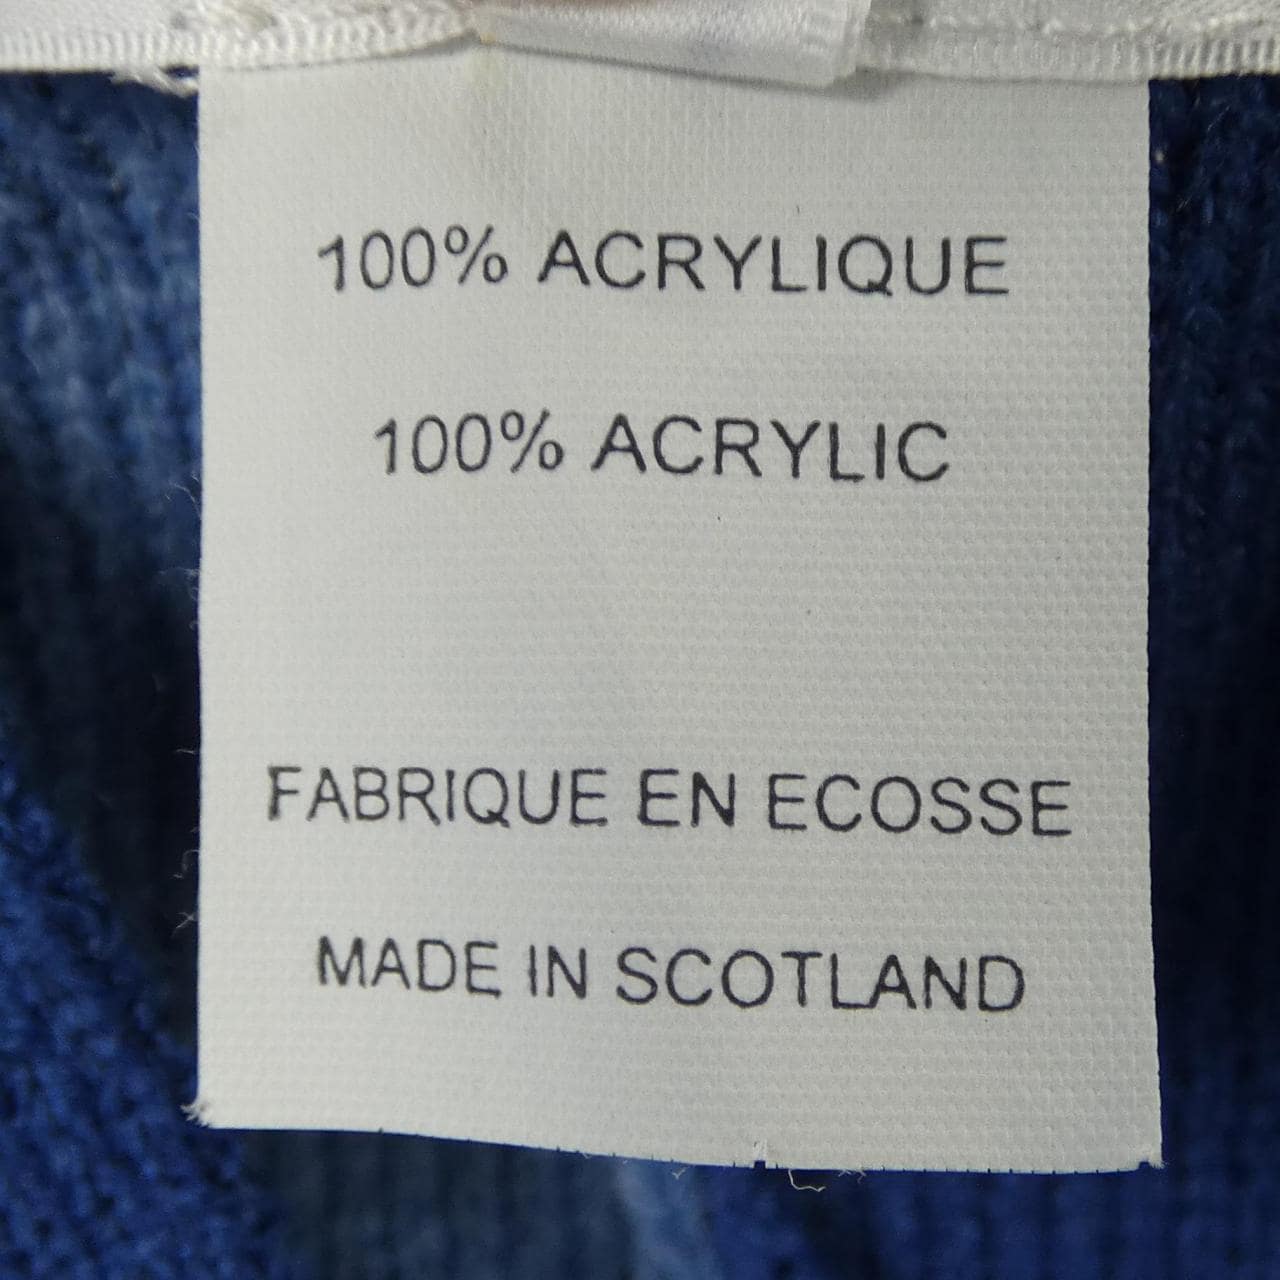 100% ACRYLIQUE
100% ACRYLIC
FABRIQUE EN ECOSSE
MADE IN SCOTLAND